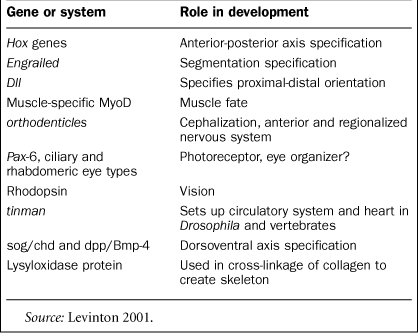 Gene or system Role in development
Hox genes Anterior-posterior axis specification
Engrailed Segmentation specification
Dll Specifies proximal-distal orientation
Muscle-specific MyoD Muscle fate
orthodenticles Cephalization, anterior and regionalized
nervous system
Pax-6, ciliary and Photoreceptor, eye organizer?
rhabdomeric eye types
Rhodopsin Vision
tinman Sets up circulatory system and heart in
Drosophila and vertebrates
sog/chd and dpp/Bmp-4 Dorsoventral axis specification
Lysyloxidase protein Used in cross-linkage of collagen to
create skeleton
Source: Levinton 2001.